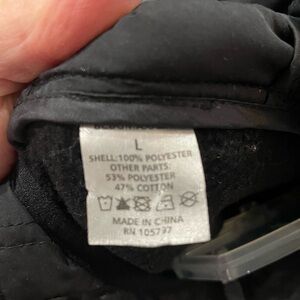 L
SHELL:100% POLYESTER
OTHER PARTS:
53% POLYESTER
47% COTTON
MADE IN CHINA
RN 105797